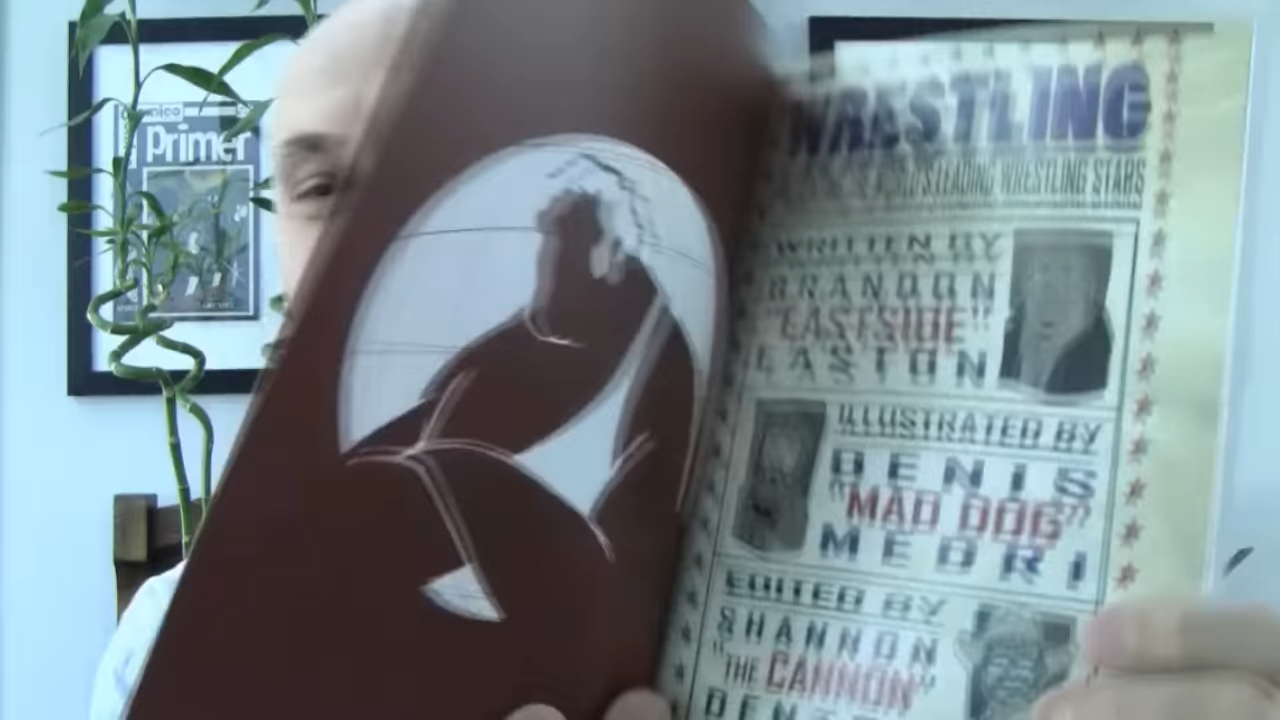 Primer
WRESTLING
LEADING WRESTLING STARS
WRITTEN BY
BRANDON
"EASTSIDE"
EASTON
ILLUSTRATED BY
DENIS
"MAD DOG"
MEDRI
EDITED BY
SHANNON
"THE CANNON"